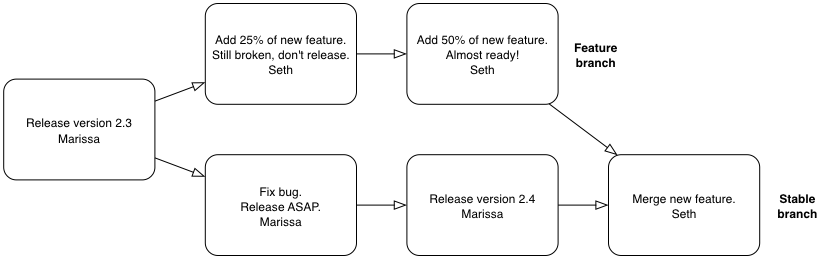 Release version 2.3
Marissa
Add 25% of new feature.
Still broken, don't release.
Seth
Add 50% of new feature.
Almost ready!
Seth
Feature
branch
Fix bug.
Release ASAP.
Marissa
Release version 2.4
Marissa
Merge new feature.
Seth
Stable
branch